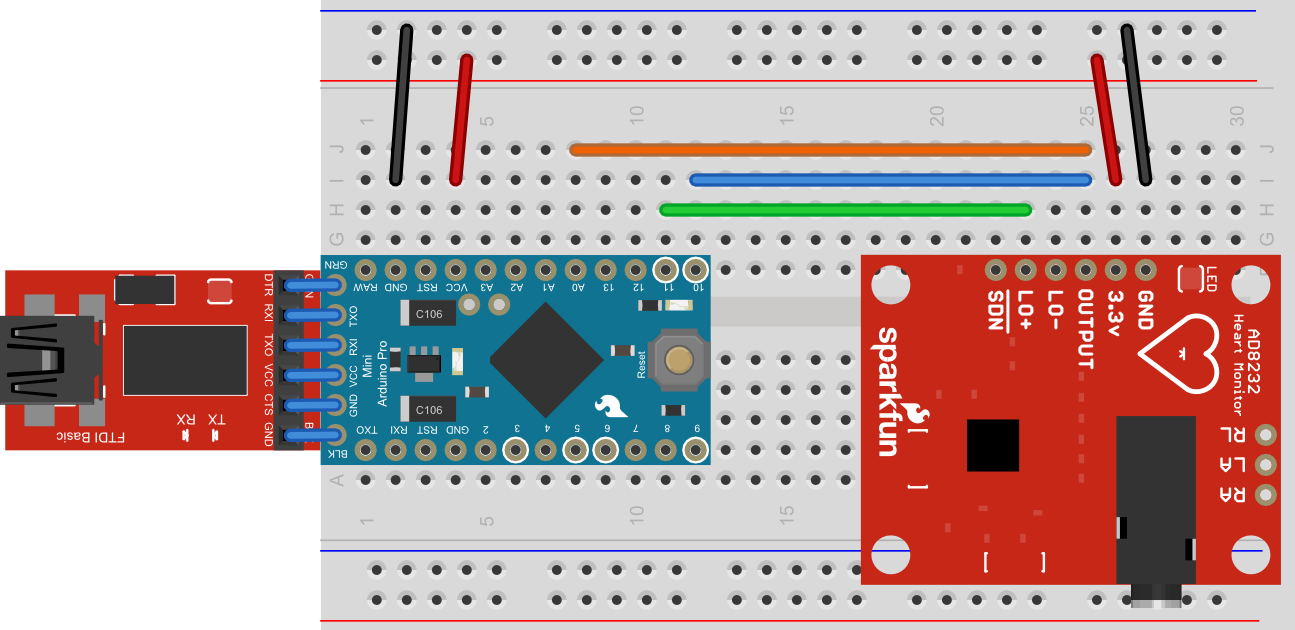 1 5 10 15 20 25 30
J J
I I
H H
G G
GRN
RAW GND RST VCC A3 A2 A1 A0 13 12 11 10
DTR
RXI
TXO
VCC
CTS
GND
TXO
RXI
VCC
GND
C106
C106
Mini
Arduino Pro
Reset
TXO RXI RST GND 2 3 4 5 6 7 8 9
BLK
RX TX
FTDI Basic
A
1 5 10 15
SDN LO+ LO- OUTPUT 3.3v GND
LED
sparkfun
AD8232
Heart Monitor
RL
LA
RA